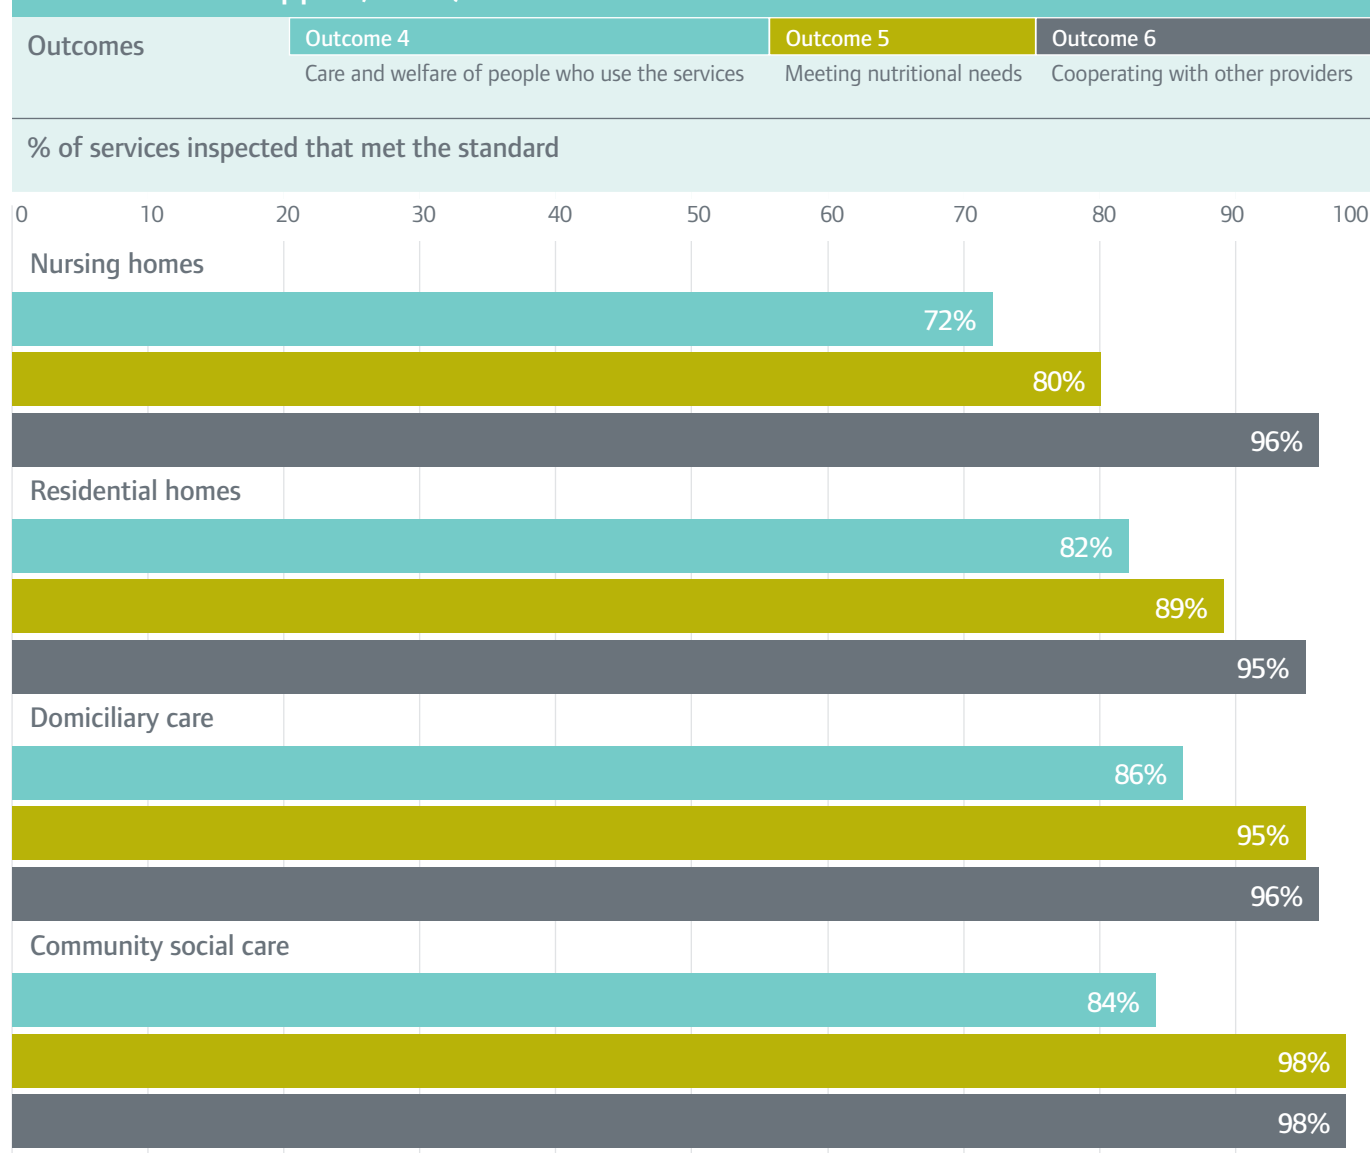 Outcomes
Outcome 4 Outcome 5 Outcome 6
Care and welfare of people who use the services Meeting nutritional needs Cooperating with other providers
% of services inspected that met the standard
0 10 20 30 40 50 60 70 80 90 100
Nursing homes
72%
80%
96%
Residential homes
82%
89%
95%
Domiciliary care
86%
95%
96%
Community social care
84%
98%
98%